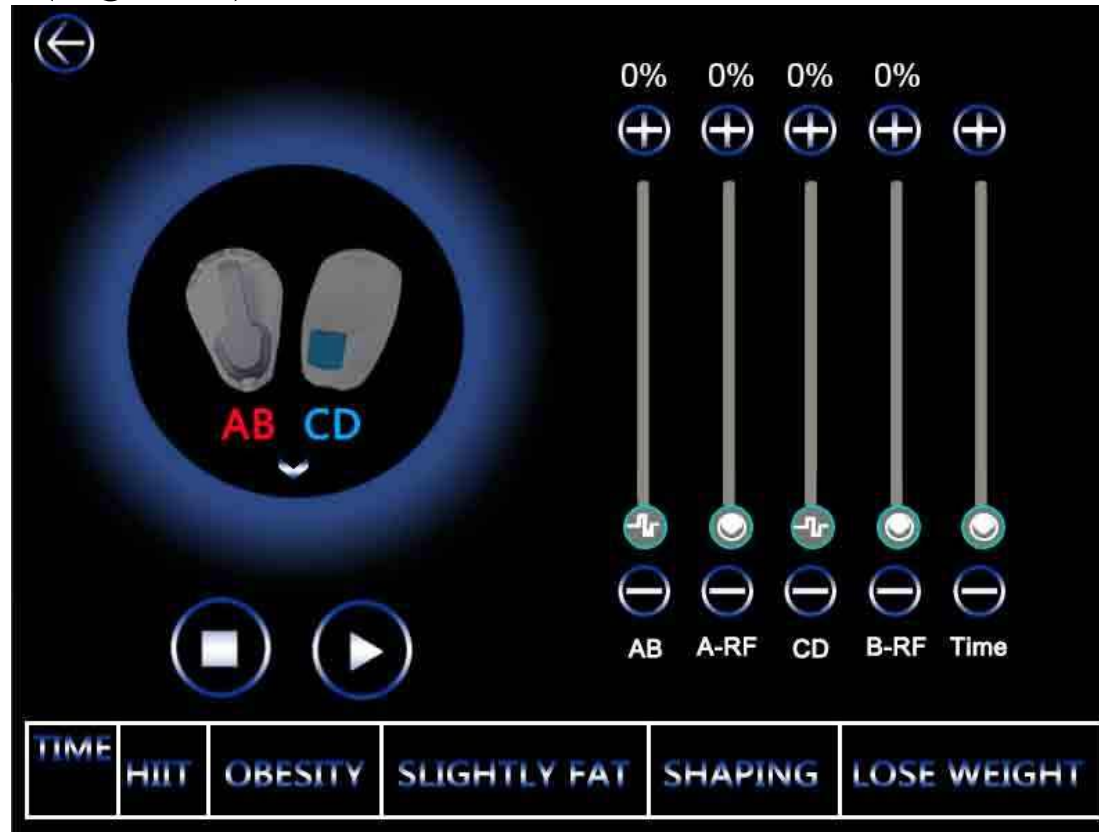 0% 0% 0% 0%
AB CD
AB A-RF CD B-RF Time
TIME
HIIT OBESITY SLIGHTLY FAT SHAPING LOSE WEIGHT